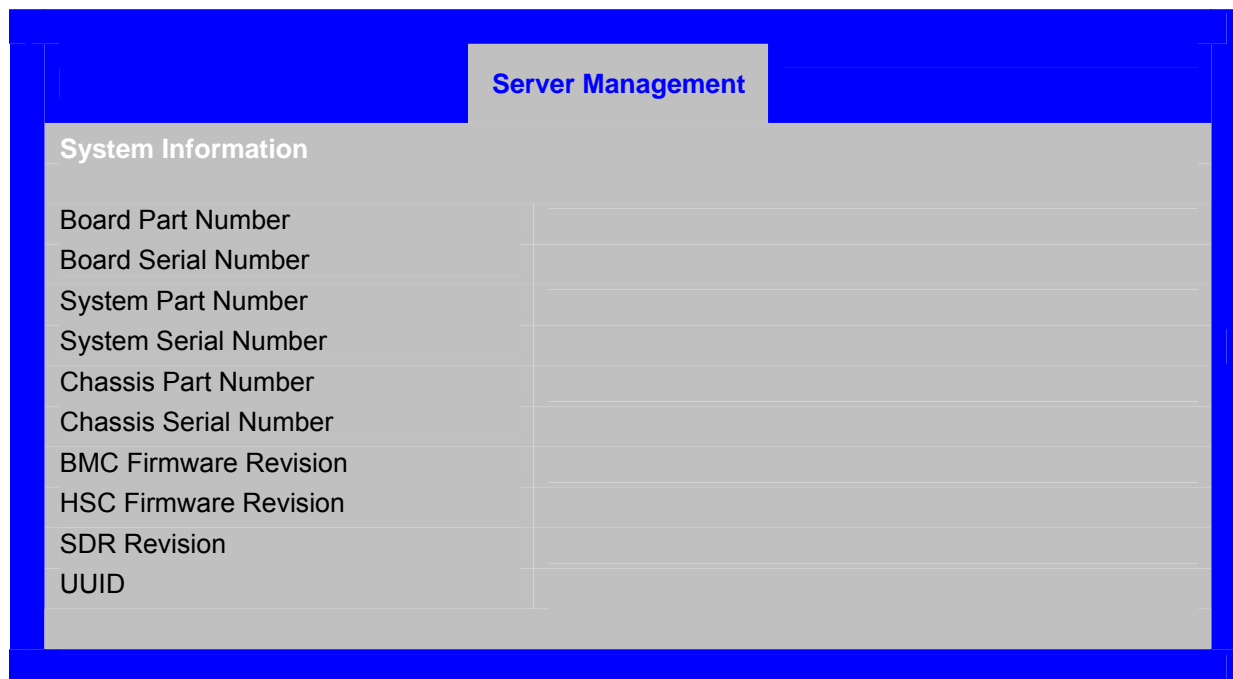 Server Management
System Information
Board Part Number
Board Serial Number
System Part Number
System Serial Number
Chassis Part Number
Chassis Serial Number
BMC Firmware Revision
HSC Firmware Revision
SDR Revision
UUID